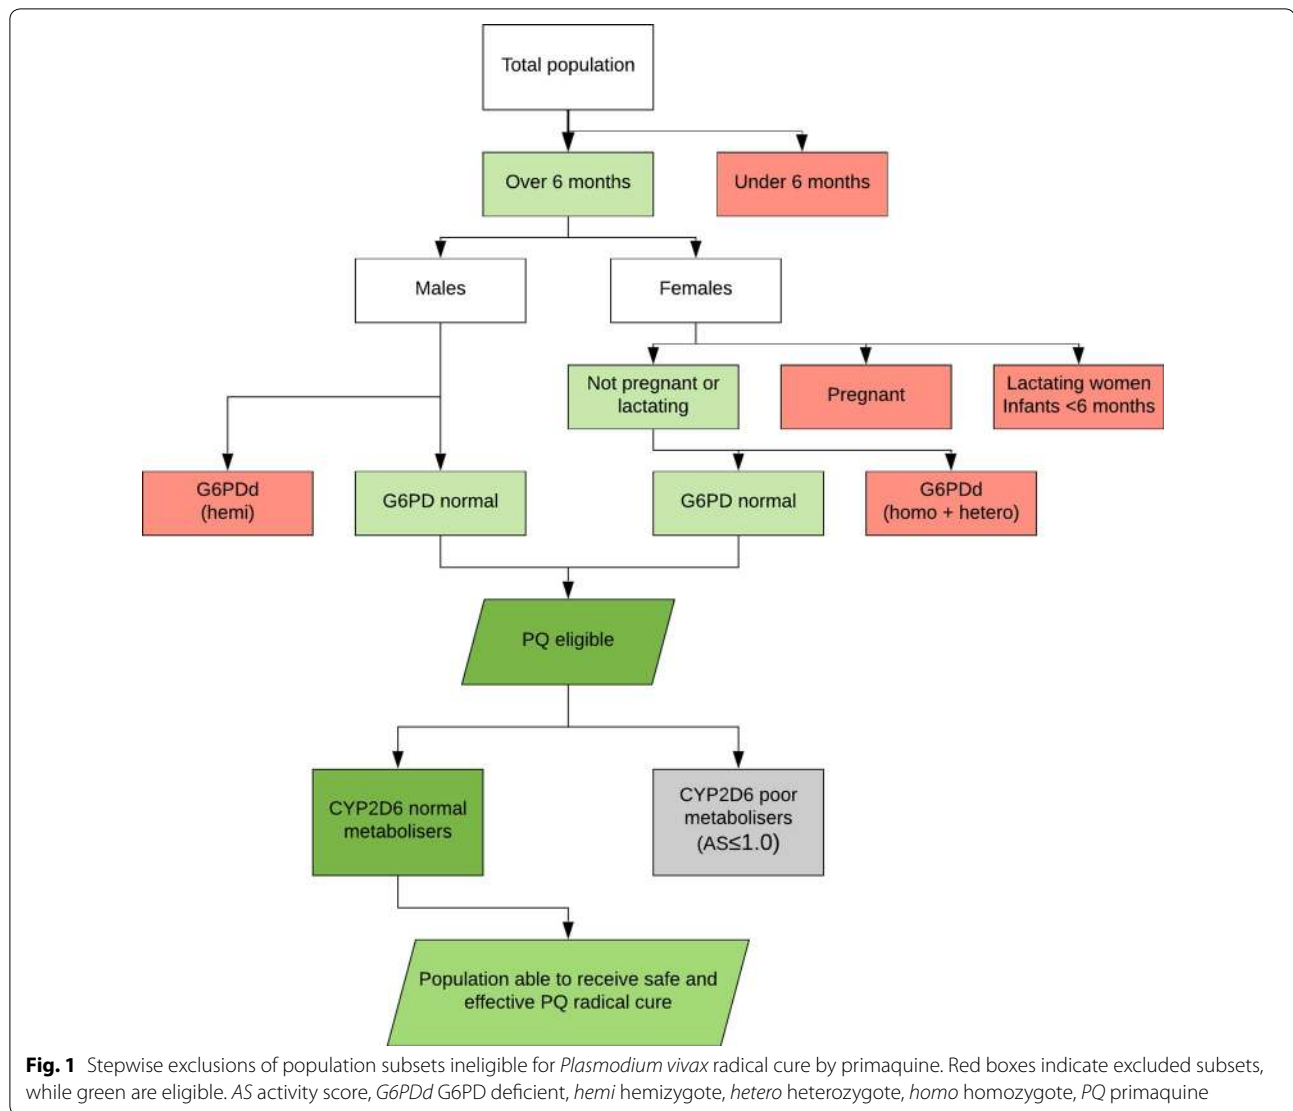 Total population
Over 6 months
Under 6 months
Males
Females
Not pregnant or
lactating
Pregnant
Lactating women
Infants <6 months
G6PDd
(hemi)
G6PD normal
G6PD normal
G6PDd
(homo + hetero)
PQ eligible
CYP2D6 normal
metabolisers
CYP2D6 poor
metabolisers
(AS≤1.0)
Population able to receive safe and
effective PQ radical cure
Fig. 1 Stepwise exclusions of population subsets ineligible for Plasmodium vivax radical cure by primaquine. Red boxes indicate excluded subsets,
while green are eligible. AS activity score, G6PDd G6PD deficient, hemi hemizygote, hetero heterozygote, homo homozygote, PQ primaquine